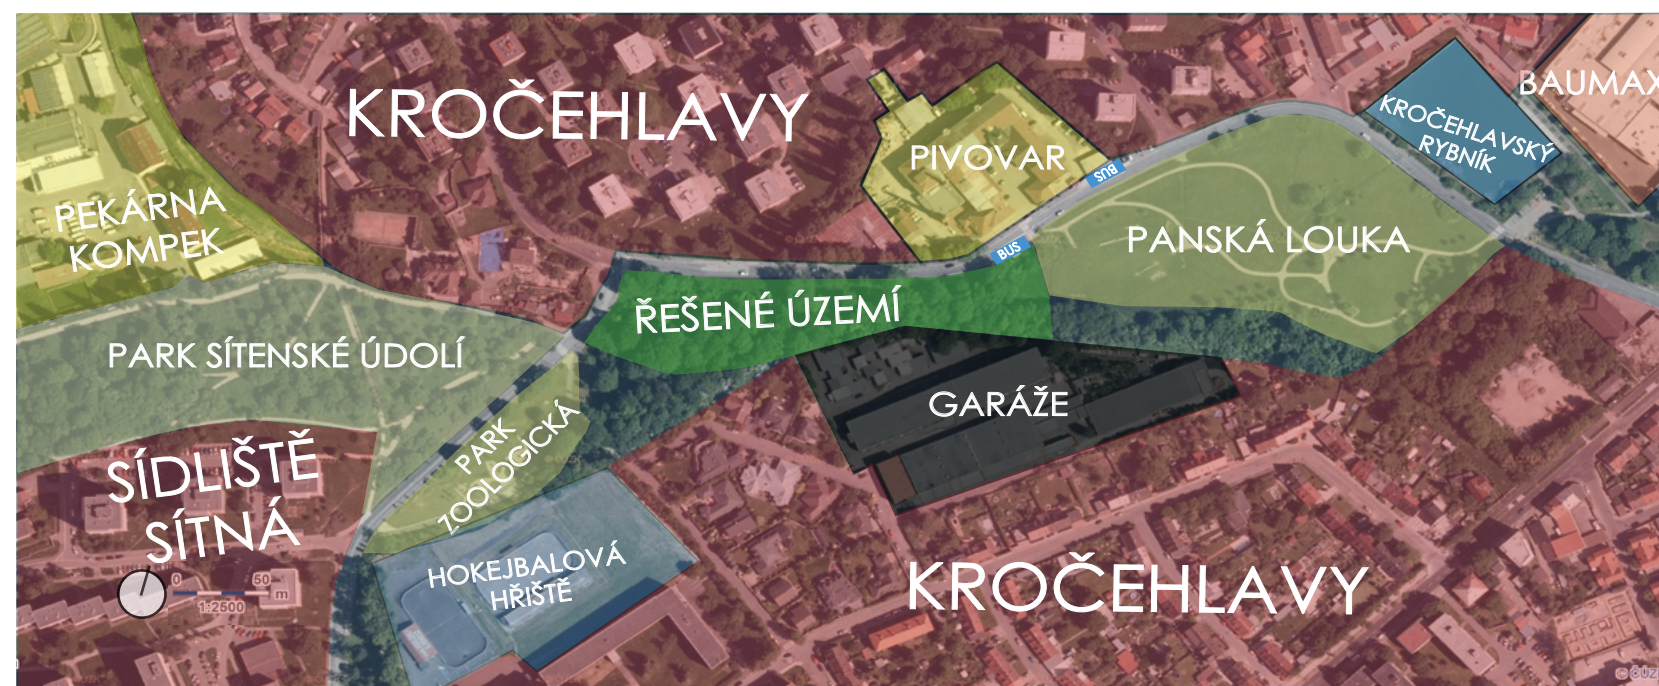 KROČEHLAVY
BAUMAX
KROČEHLAVSKÝ
RYBNÍK
PIVOVAR
BUS
PEKÁRNA
KOMPEK
PANSKÁ LOUKA
BUS
ŘEŠENÉ ÚZEMÍ
PARK SÍTENSKÉ ÚDOLÍ
GARÁŽE
PARK
ZOOLOGICKÁ
SÍDLIŠTĚ
SÍTNÁ
HOKEJBALOVÁ
HŘIŠTĚ
KROČEHLAVY
0 50
m
1:2500